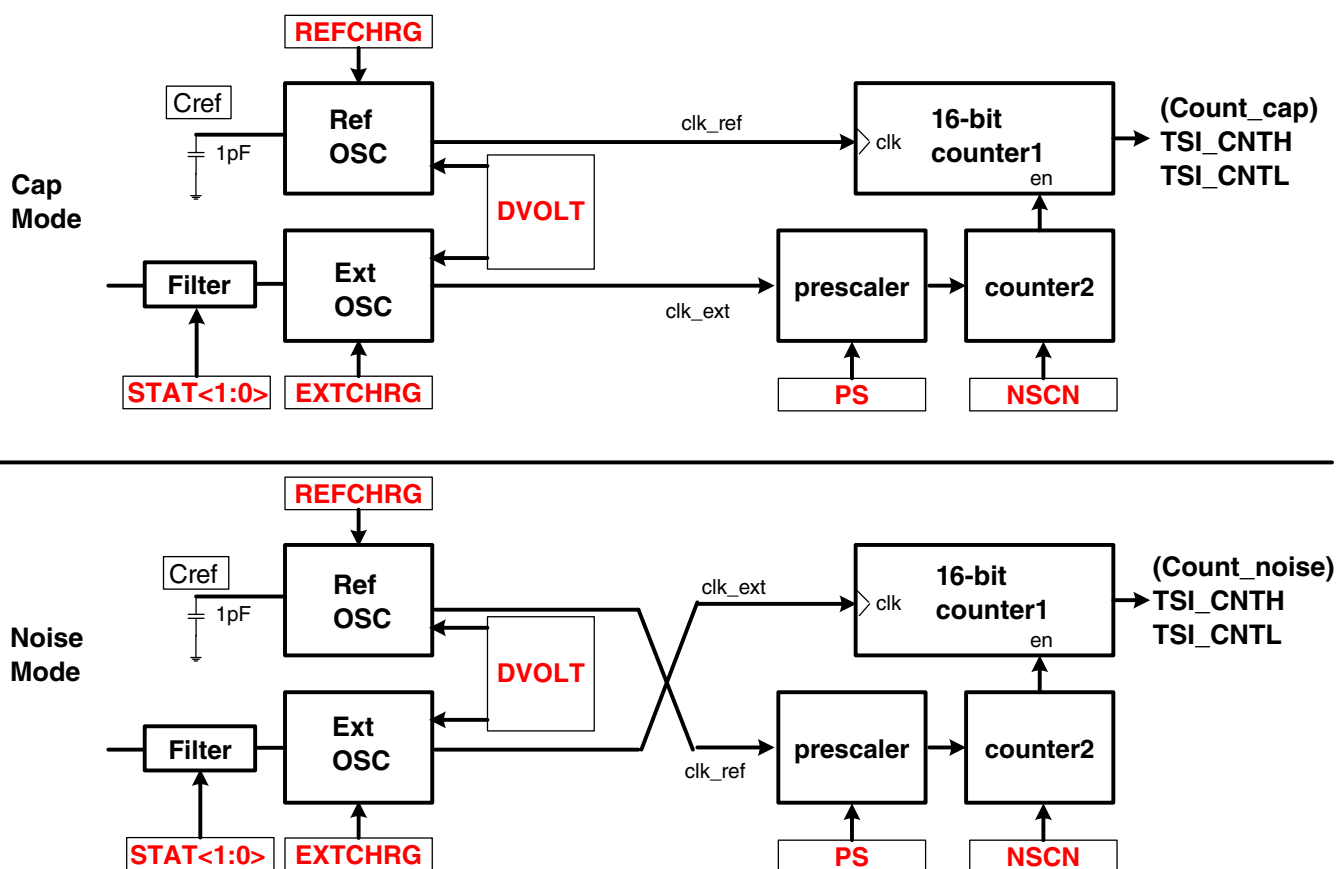 REFCHRG
Cref
1pF
Ref
OSC
clk_ref
clk
16-bit
counter1
en
(Count_cap)
TSI_CNTH
TSI_CNTL
Cap
Mode
DVOLT
Filter
Ext
OSC
clk_ext
prescaler
counter2
STAT<1:0>
EXTCHRG
PS
NSCN
REFCHRG
Cref
1pF
Ref
OSC
clk_ext
clk
16-bit
counter1
en
(Count_noise)
TSI_CNTH
TSI_CNTL
Noise
Mode
DVOLT
Filter
Ext
OSC
clk_ref
prescaler
counter2
STAT<1:0>
EXTCHRG
PS
NSCN